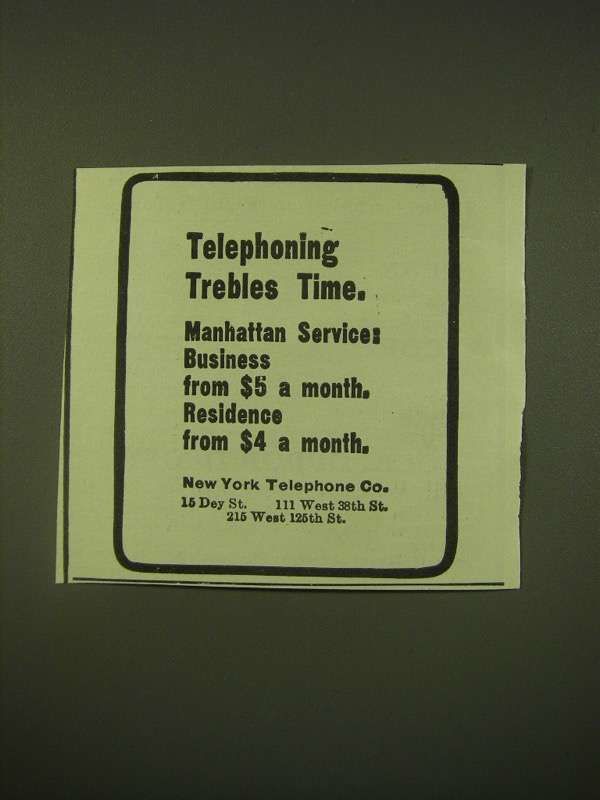 Telephoning
Trebles Time.
Manhattan Service:
Business
from $5 a month.
Residence
from $4 a month.
New York Telephone Co.
15 Dey St. 111 West 38th St.
215 West 125th St.